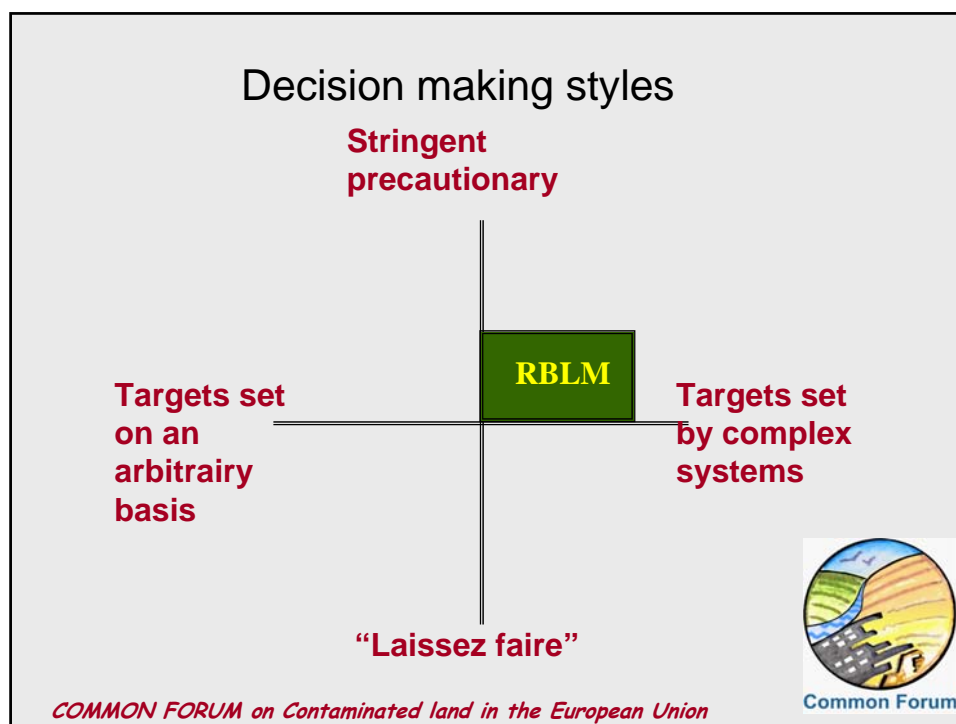 Decision making styles
Stringent
precautionary
RBLM
Targets set
on an
arbitrairy
basis
Targets set
by complex
systems
“Laissez faire”
COMMON FORUM on Contaminated land in the European Union
Common Forum